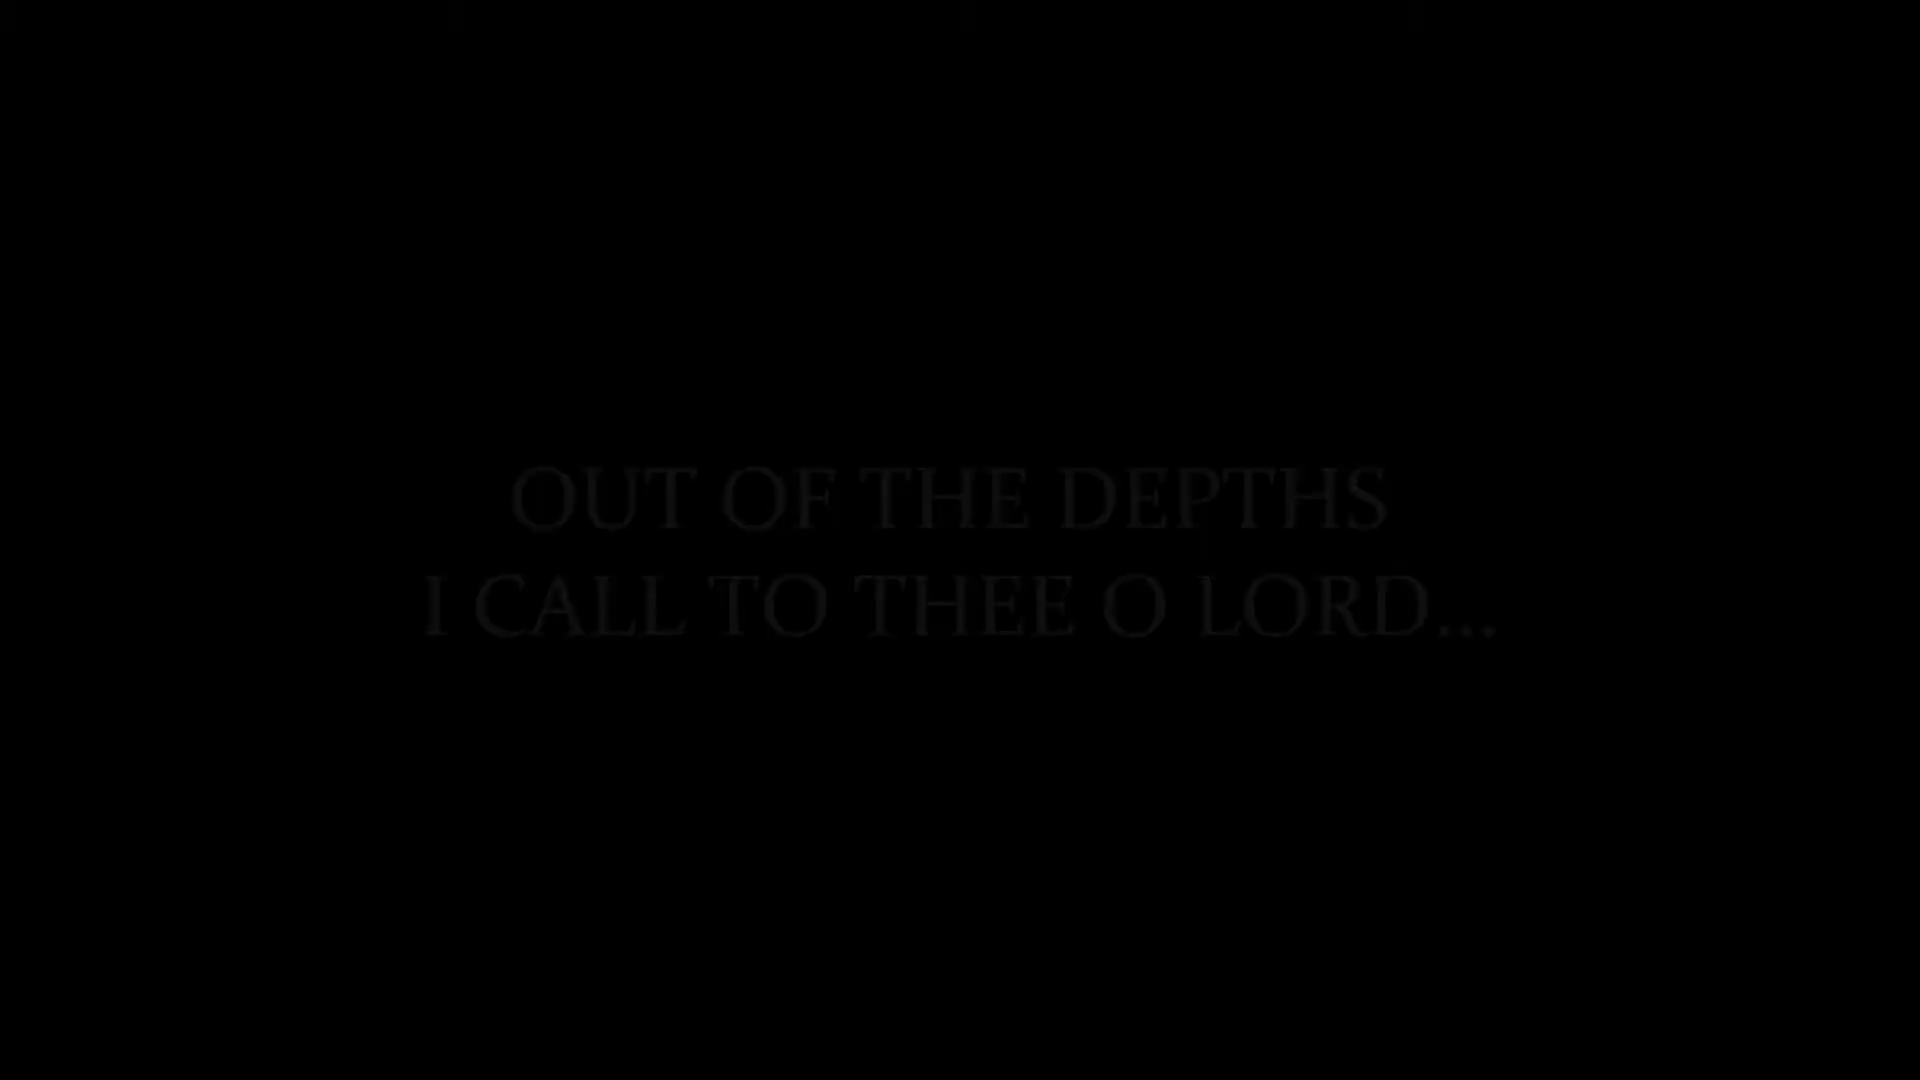 OUT OF THE DEPTHS
I CALL TO THEE O LORD...